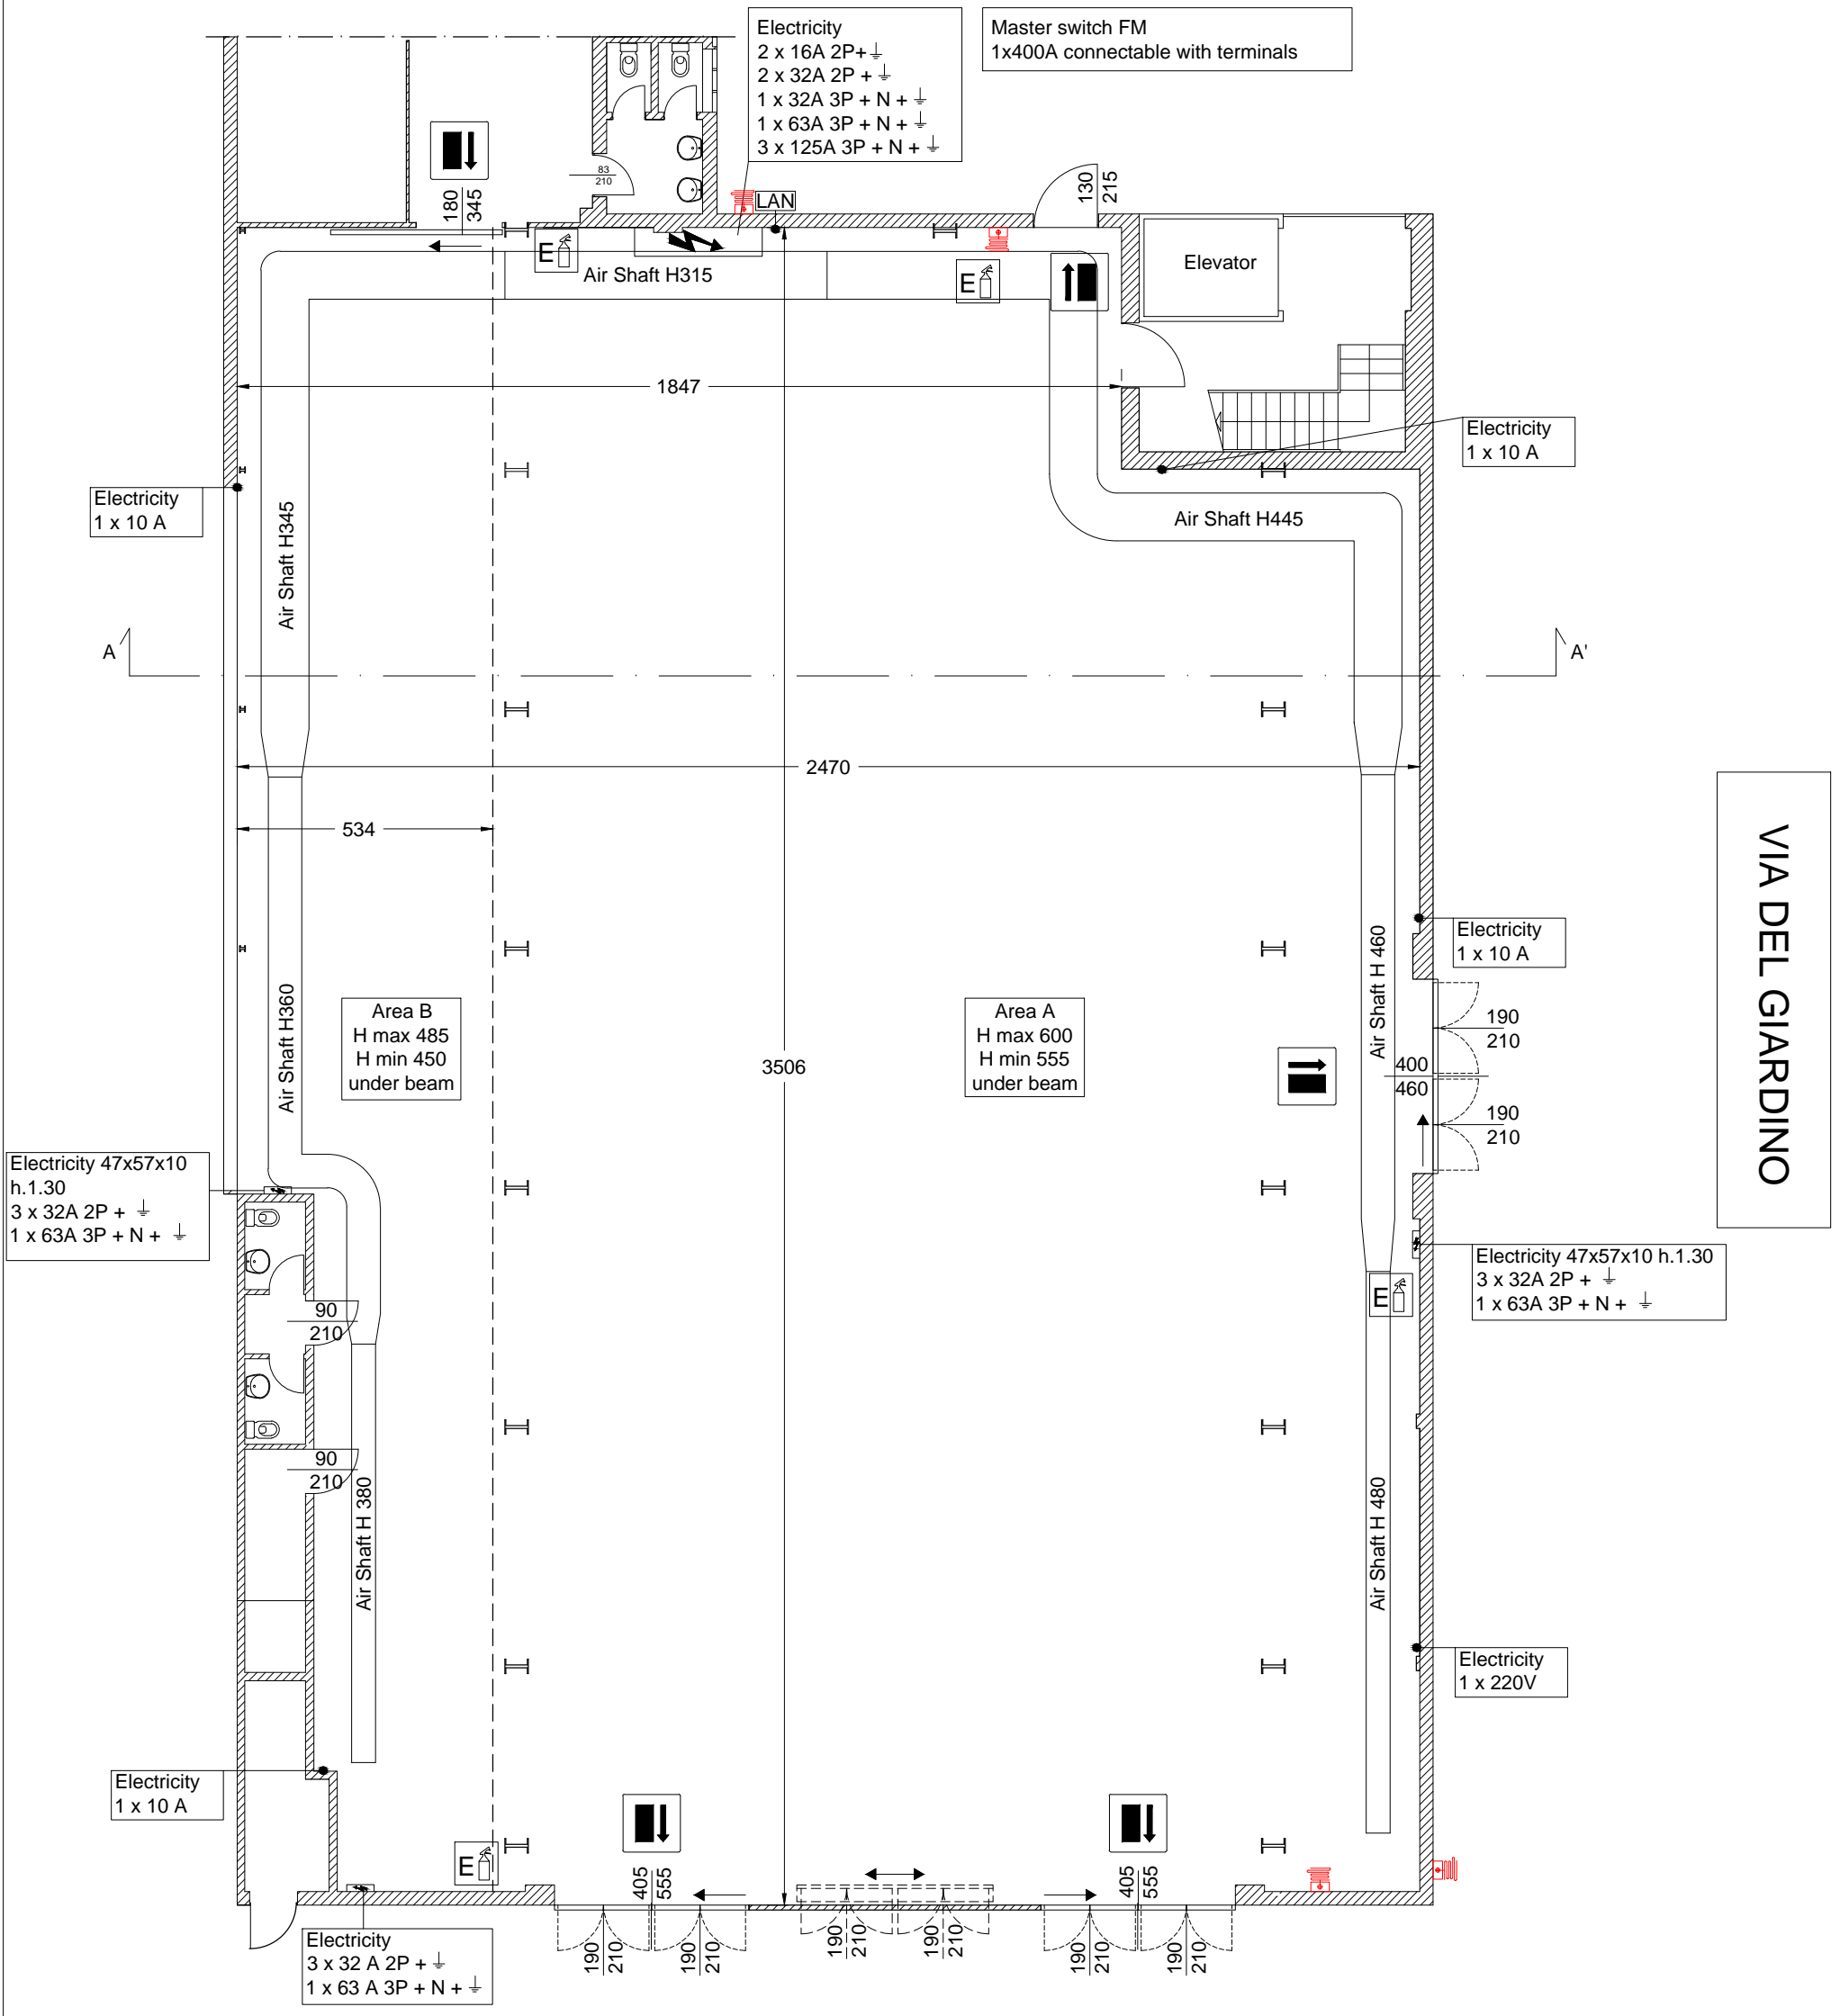 Electricity
2 x 16A 2P+ ⏚
2 x 32A 2P + ⏚
1 x 32A 3P + N + ⏚
1 x 63A 3P + N + ⏚
3 x 125A 3P + N + ⏚
Master switch FM
1x400A connectable with terminals
83
210
180
345
LAN
130
215
E
Air Shaft H315
E
Elevator
1847
Electricity
1 x 10 A
Electricity
1 x 10 A
Air Shaft H345
Air Shaft H445
A
A'
2470
534
VIA DEL GIARDINO
Electricity
1 x 10 A
Air Shaft H 460
Air Shaft H360
Area B
H max 485
H min 450
under beam
Area A
H max 600
H min 555
under beam
3506
190
210
400
460
190
210
Electricity 47x57x10
h.1.30
3 x 32A 2P + ⏚
1 x 63A 3P + N + ⏚
Electricity 47x57x10 h.1.30
3 x 32A 2P + ⏚
1 x 63A 3P + N + ⏚
E
90
210
90
210
Air Shaft H 380
Air Shaft H 480
Electricity
1 x 220V
Electricity
1 x 10 A
E
405
555
405
555
190
210
190
210
190
210
190
210
190
210
190
210
Electricity
3 x 32 A 2P + ⏚
1 x 63 A 3P + N + ⏚